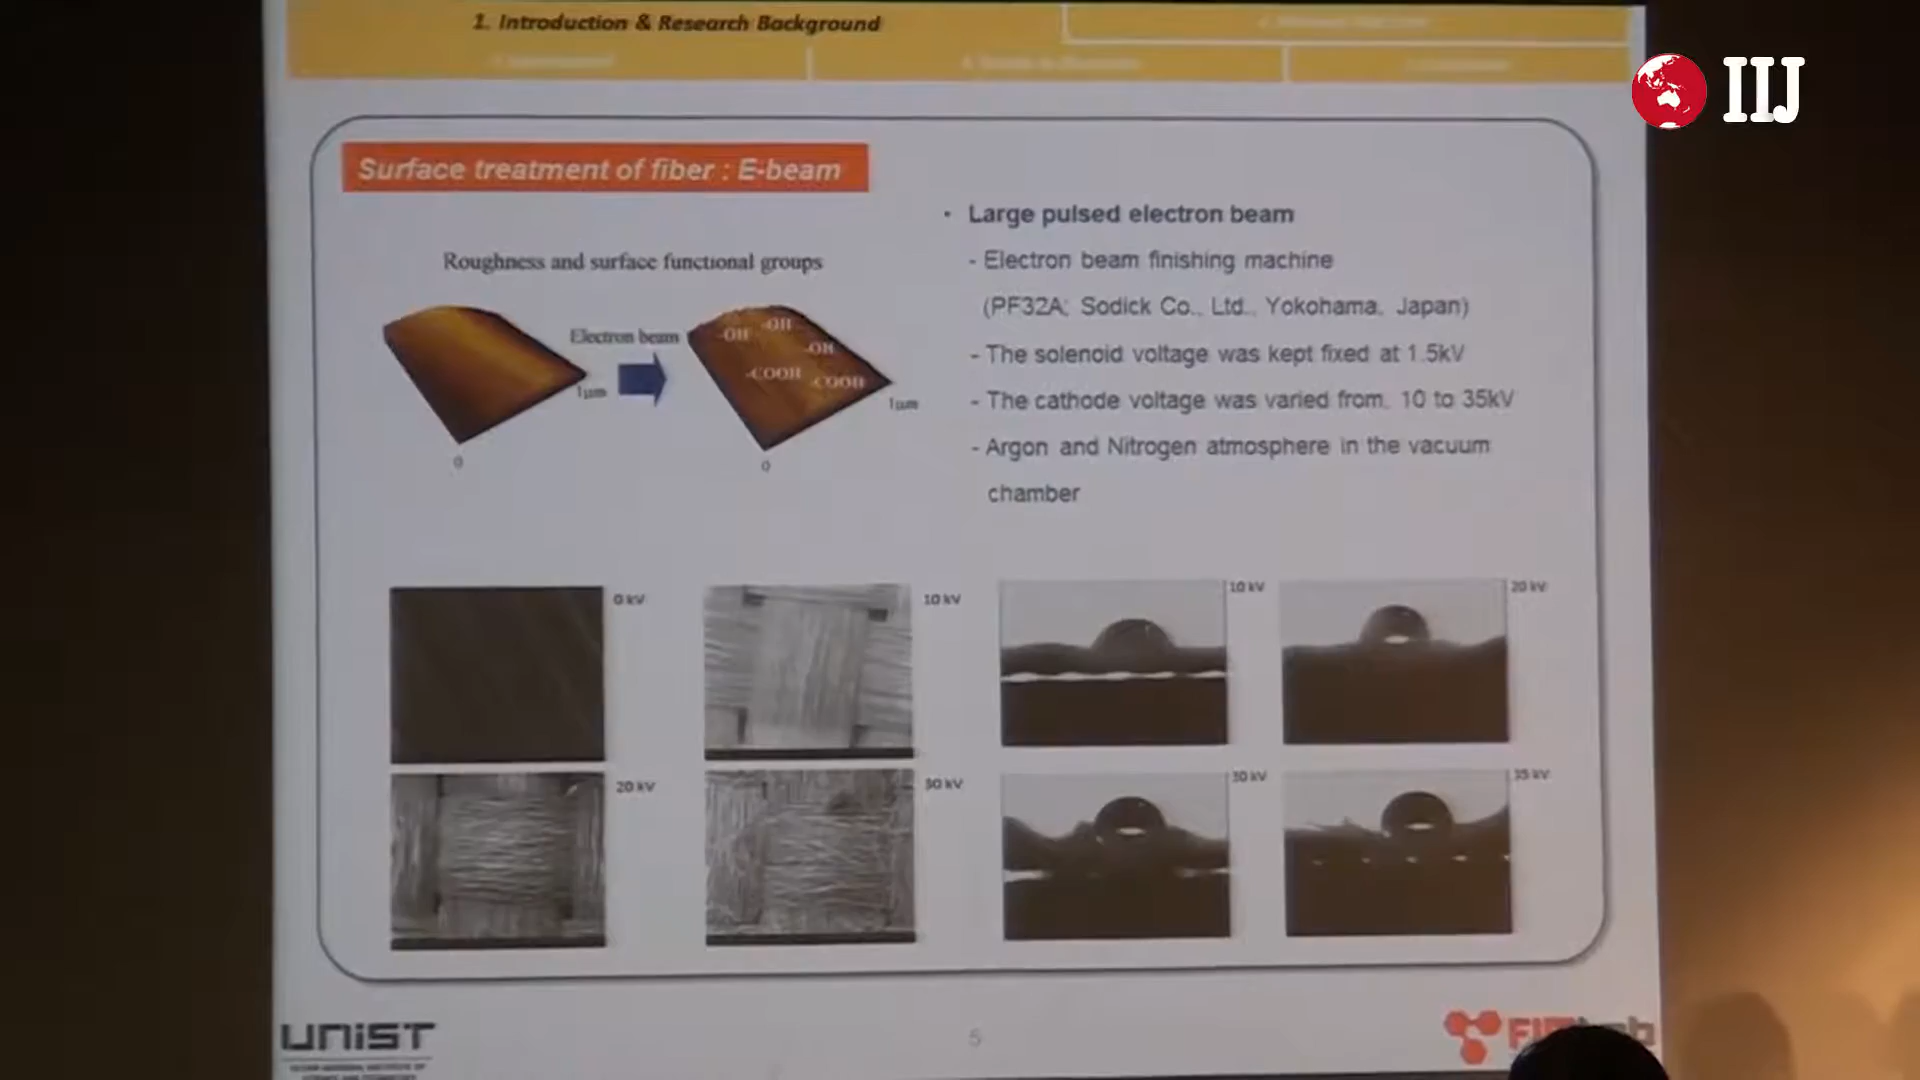 1. Introduction & Research Background
IIJ
Surface treatment of fiber : E-beam
Roughness and surface functional groups
Electron beam
-OH
-OH
-OH
-COOH
-COOH
1μm
1μm
0
0
• Large pulsed electron beam
- Electron beam finishing machine
(PF32A; Sodick Co., Ltd., Yokohama, Japan)
- The solenoid voltage was kept fixed at 1.5kV
- The cathode voltage was varied from, 10 to 35kV
- Argon and Nitrogen atmosphere in the vacuum
chamber
0 kV
10 kV
10 kV
20 kV
20 kV
30 kV
30 kV
35 kV
UNIST
5